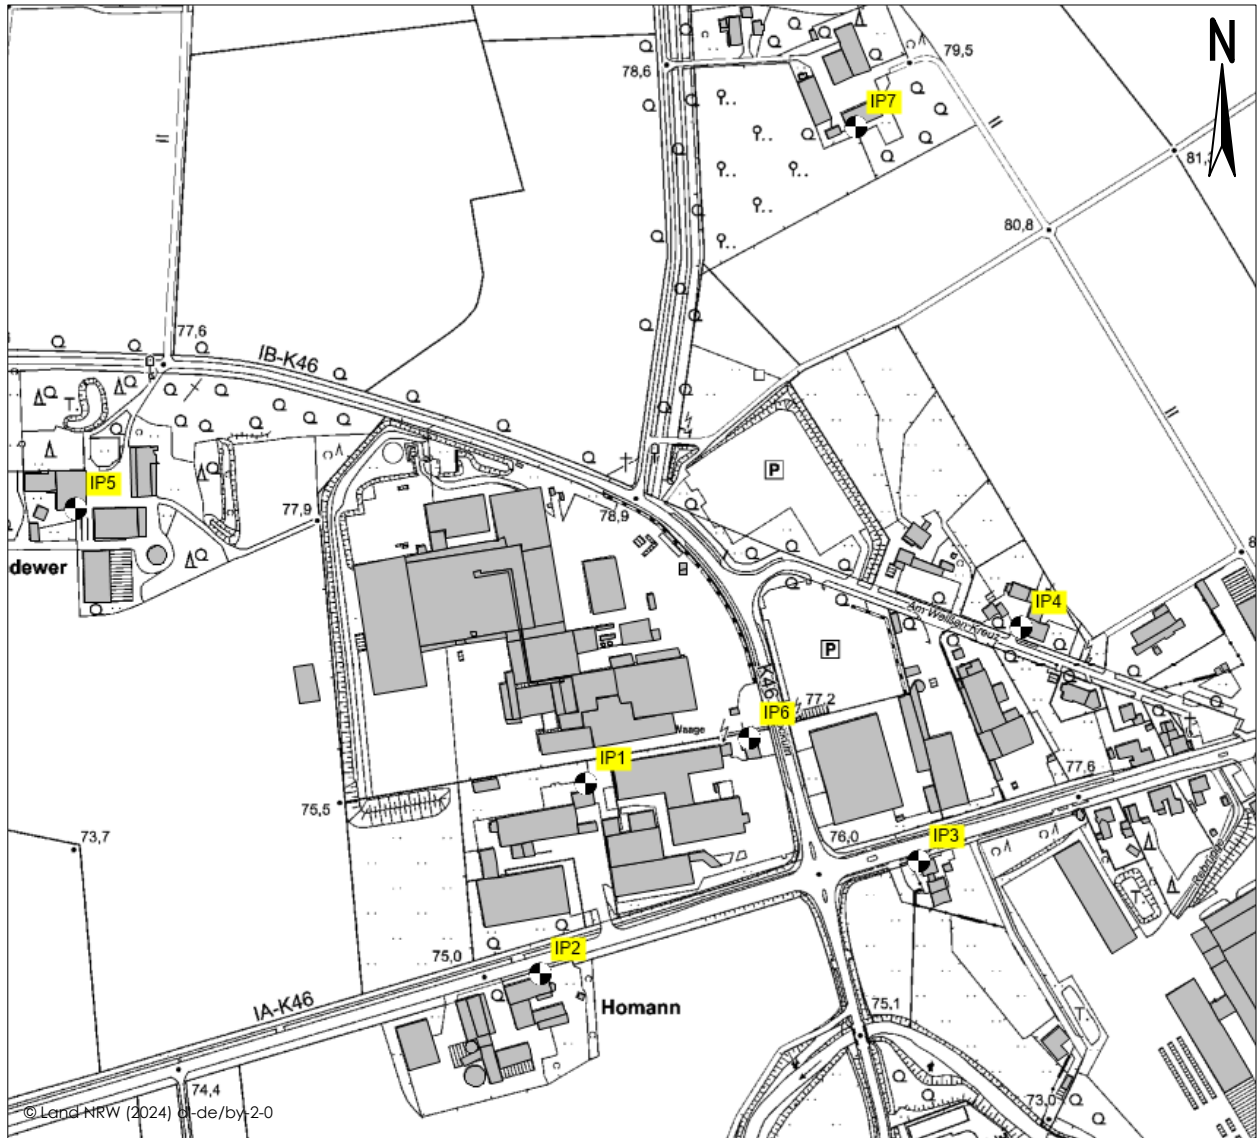 N
79,5
78,6
IP7
81,
80,8
77,6
IB-K46
P
IP5
77,9
78,9
dewer
IP4
Am Weißen Kreuz
P
K46
IP6
77,2
Waage
IP1
77,6
75,5
73,7
76,0
IP3
IP2
75,0
IA-K46
Homann
75,1
74,4
73,0
© Land NRW (2024) dl-de/by-2-0